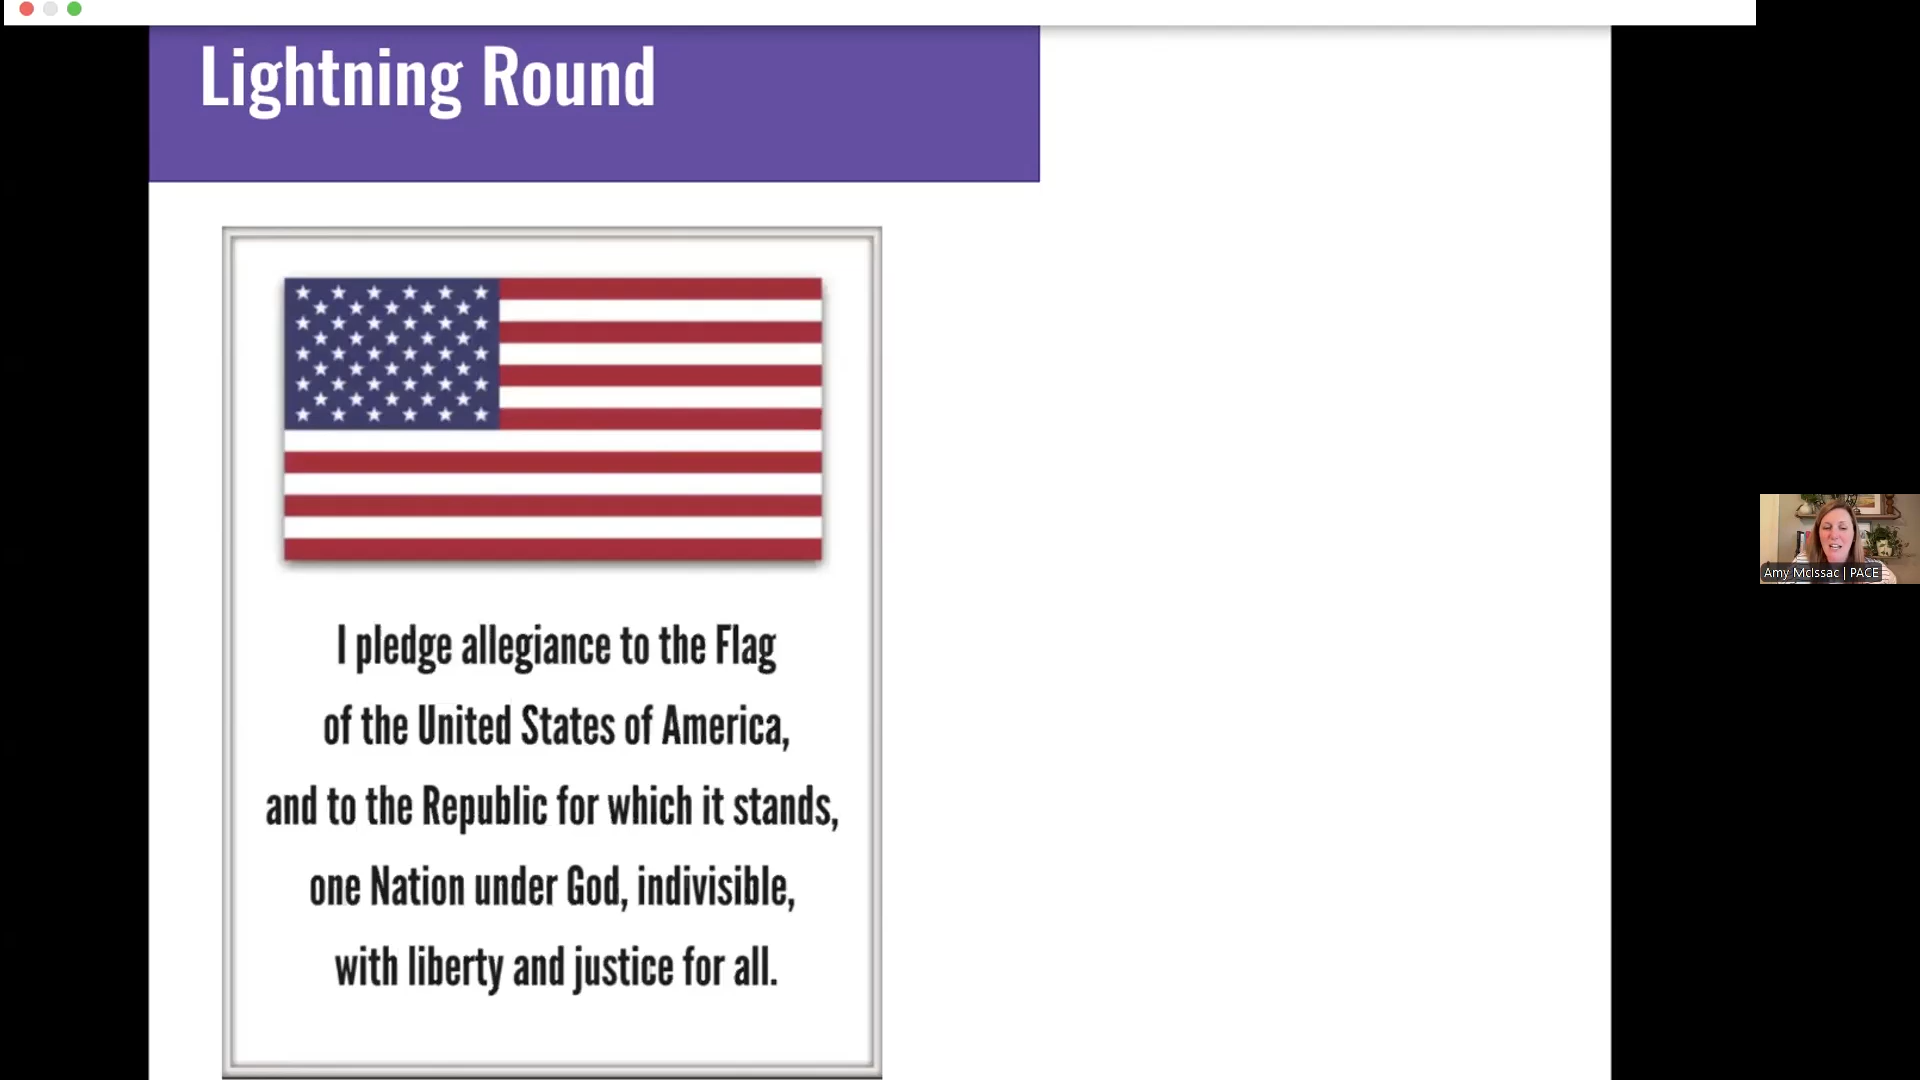 Lightning Round
I pledge allegiance to the Flag
of the United States of America,
and to the Republic for which it stands,
one Nation under God, indivisible,
with liberty and justice for all.
Amy McIssac | PACE